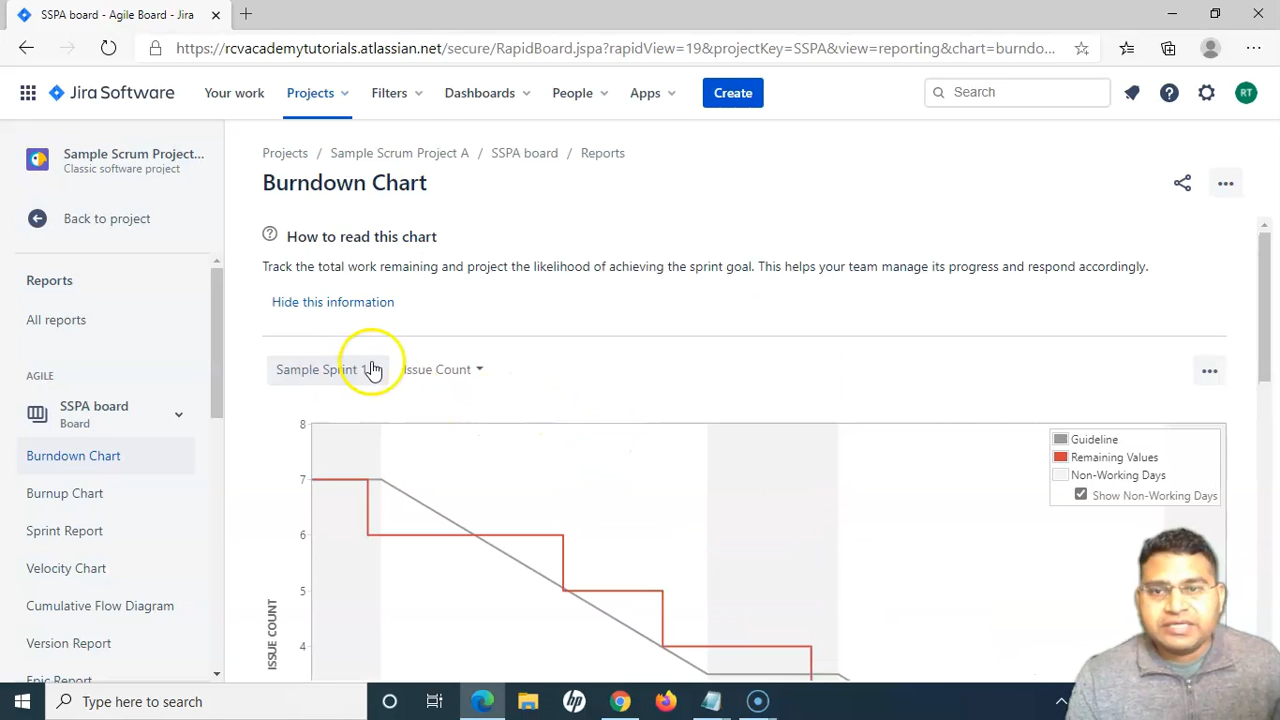 SSPA board - Agile Board - Jira
https://rcvacademytutorials.atlassian.net/secure/RapidBoard.jspa?rapidView=19&projectKey=SSPA&view=reporting&chart=burndo...
Jira Software
Your work
Projects
Filters
Dashboards
People
Apps
Create
Search
RT
Sample Scrum Project...
Classic software project
Back to project
Reports
All reports
AGILE
SSPA board
Board
Burndown Chart
Burnup Chart
Sprint Report
Velocity Chart
Cumulative Flow Diagram
Version Report
Epic Report
Projects / Sample Scrum Project A / SSPA board / Reports
Burndown Chart
How to read this chart
Track the total work remaining and project the likelihood of achieving the sprint goal. This helps your team manage its progress and respond accordingly.
Hide this information
Sample Sprint 1
Issue Count
8
7
6
5
4
ISSUE COUNT
Guideline
Remaining Values
Non-Working Days
Show Non-Working Days
Type here to search
hp